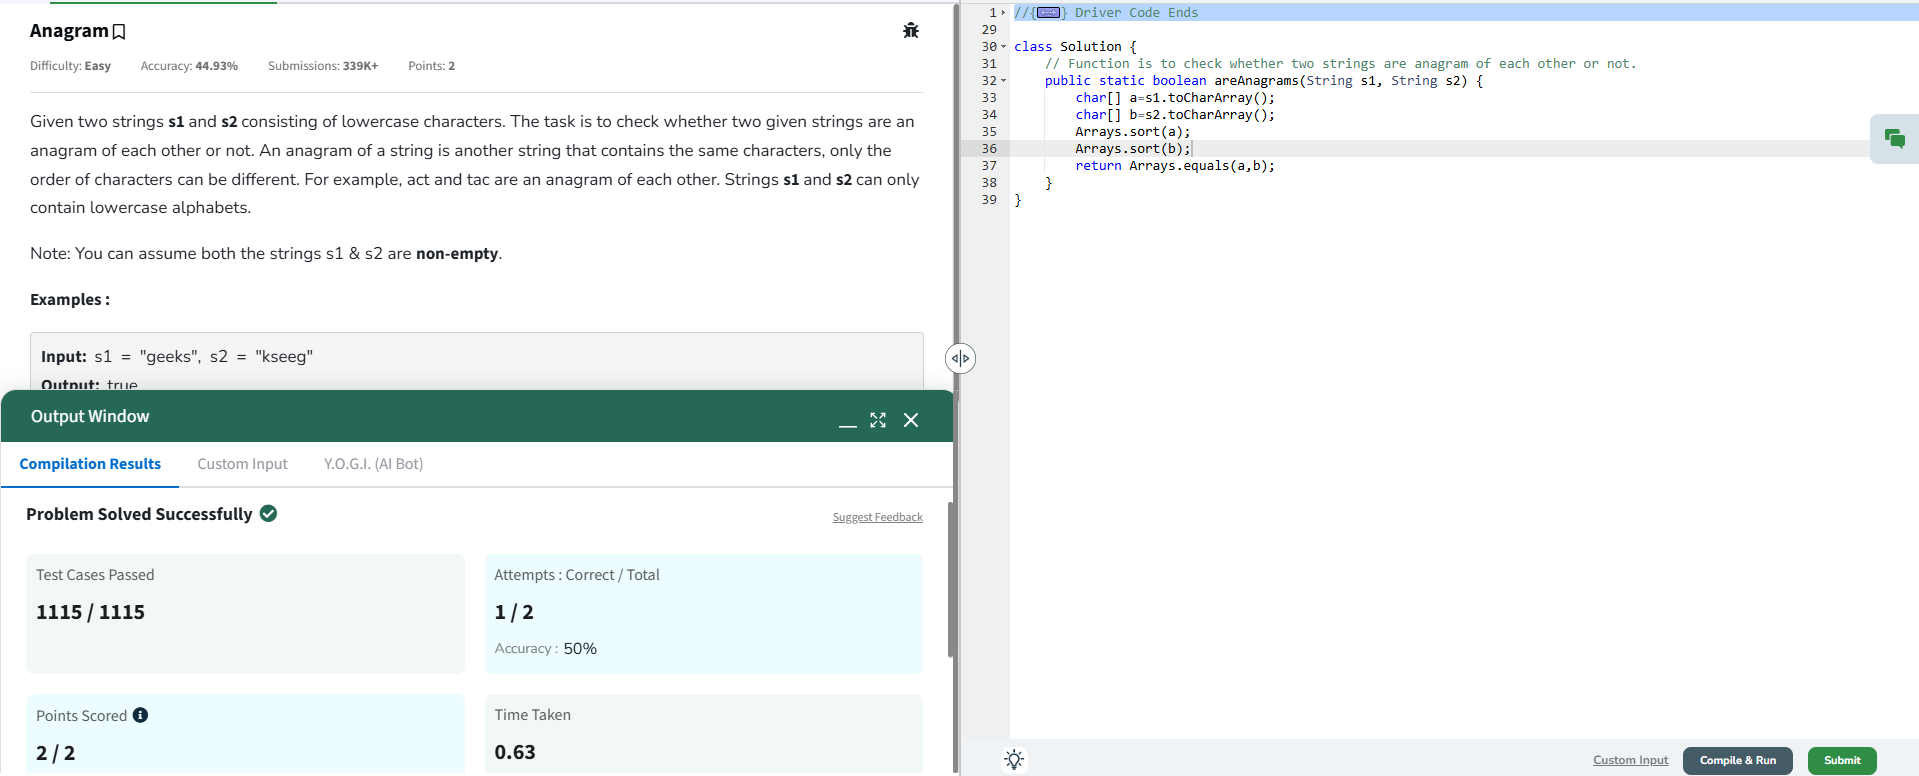 Anagram
Difficulty: Easy Accuracy: 44.93% Submissions: 339K+ Points: 2
Given two strings s1 and s2 consisting of lowercase characters. The task is to check whether two given strings are an
anagram of each other or not. An anagram of a string is another string that contains the same characters, only the
order of characters can be different. For example, act and tac are an anagram of each other. Strings s1 and s2 can only
contain lowercase alphabets.
Note: You can assume both the strings s1 & s2 are non-empty.
Examples :
Input: s1 = "geeks", s2 = "kseeg"
Output: true
Output Window
Compilation Results Custom Input Y.O.G.I. (AI Bot)
Problem Solved Successfully
Suggest Feedback
Test Cases Passed
1115 / 1115
Attempts : Correct / Total
1 / 2
Accuracy : 50%
Points Scored
2 / 2
Time Taken
0.63
1 //{ } Driver Code Ends
29
30 class Solution {
31 // Function is to check whether two strings are anagram of each other or not.
32 public static boolean areAnagrams(String s1, String s2) {
33 char[] a=s1.toCharArray();
34 char[] b=s2.toCharArray();
35 Arrays.sort(a);
36 Arrays.sort(b);
37 return Arrays.equals(a,b);
38 }
39 }
Custom Input Compile & Run Submit